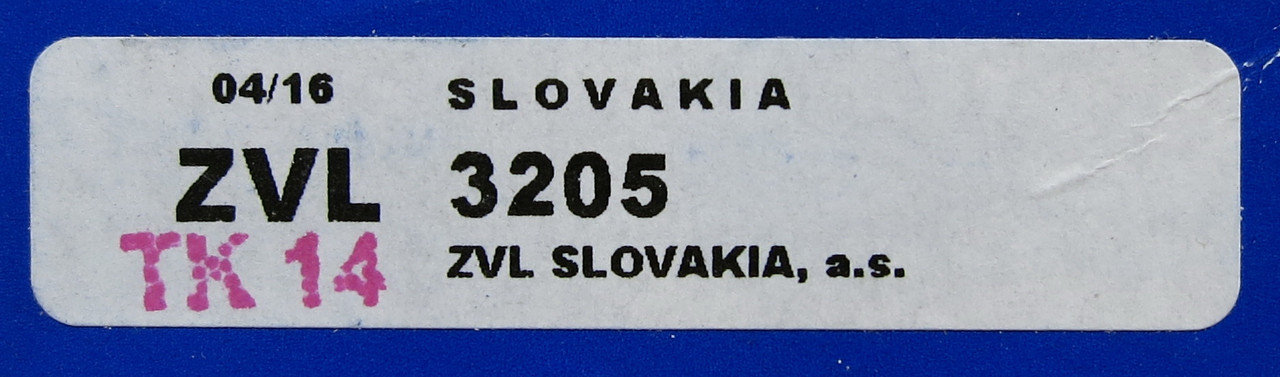 04/16 SLOVAKIA
ZVL 3205
TK 14 ZVL SLOVAKIA, a.s.